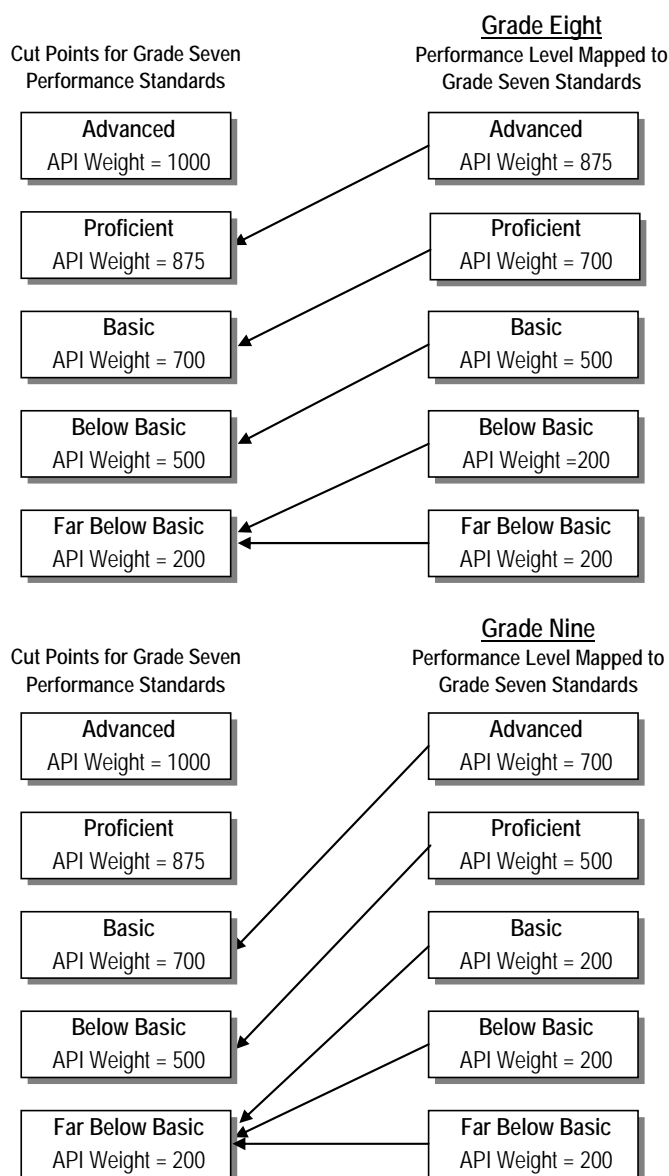 Cut Points for Grade Seven
Performance Standards
Grade Eight
Performance Level Mapped to
Grade Seven Standards
Advanced
API Weight = 1000
Advanced
API Weight = 875
Proficient
API Weight = 875
Proficient
API Weight = 700
Basic
API Weight = 700
Basic
API Weight = 500
Below Basic
API Weight = 500
Below Basic
API Weight =200
Far Below Basic
API Weight = 200
Far Below Basic
API Weight = 200
Cut Points for Grade Seven
Performance Standards
Grade Nine
Performance Level Mapped to
Grade Seven Standards
Advanced
API Weight = 1000
Advanced
API Weight = 700
Proficient
API Weight = 875
Proficient
API Weight = 500
Basic
API Weight = 700
Basic
API Weight = 200
Below Basic
API Weight = 500
Below Basic
API Weight = 200
Far Below Basic
API Weight = 200
Far Below Basic
API Weight = 200